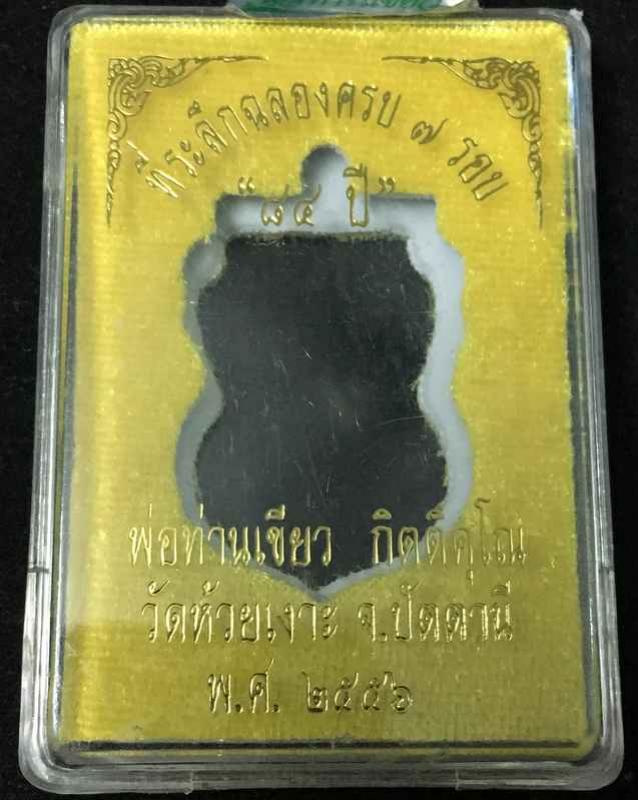 ที่ระลึกฉลองครบ ๗ รอบ
“๘๔ ปี”
พ่อท่านเขียว กิตติคุโณ
วัดห้วยเงาะ จ.ปัตตานี
พ.ศ. ๒๕๕๖